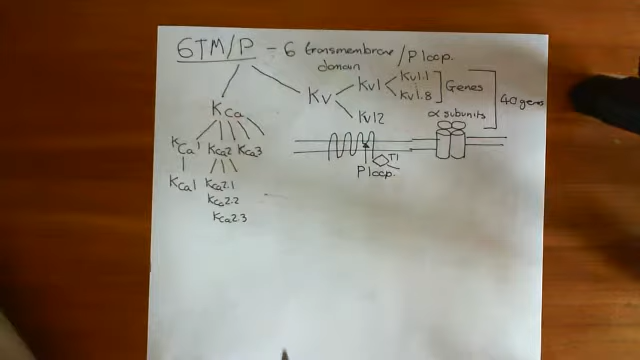 6TM/P - 6 transmembrane / P loop.
domain
KCa
Kv
Kv1
Kv1.1
Kv1.8
Genes
40 genes
Kv12
α subunits
KCa1
KCa2
KCa3
T1
P loop.
KCa1
KCa2.1
KCa2.2
KCa2.3